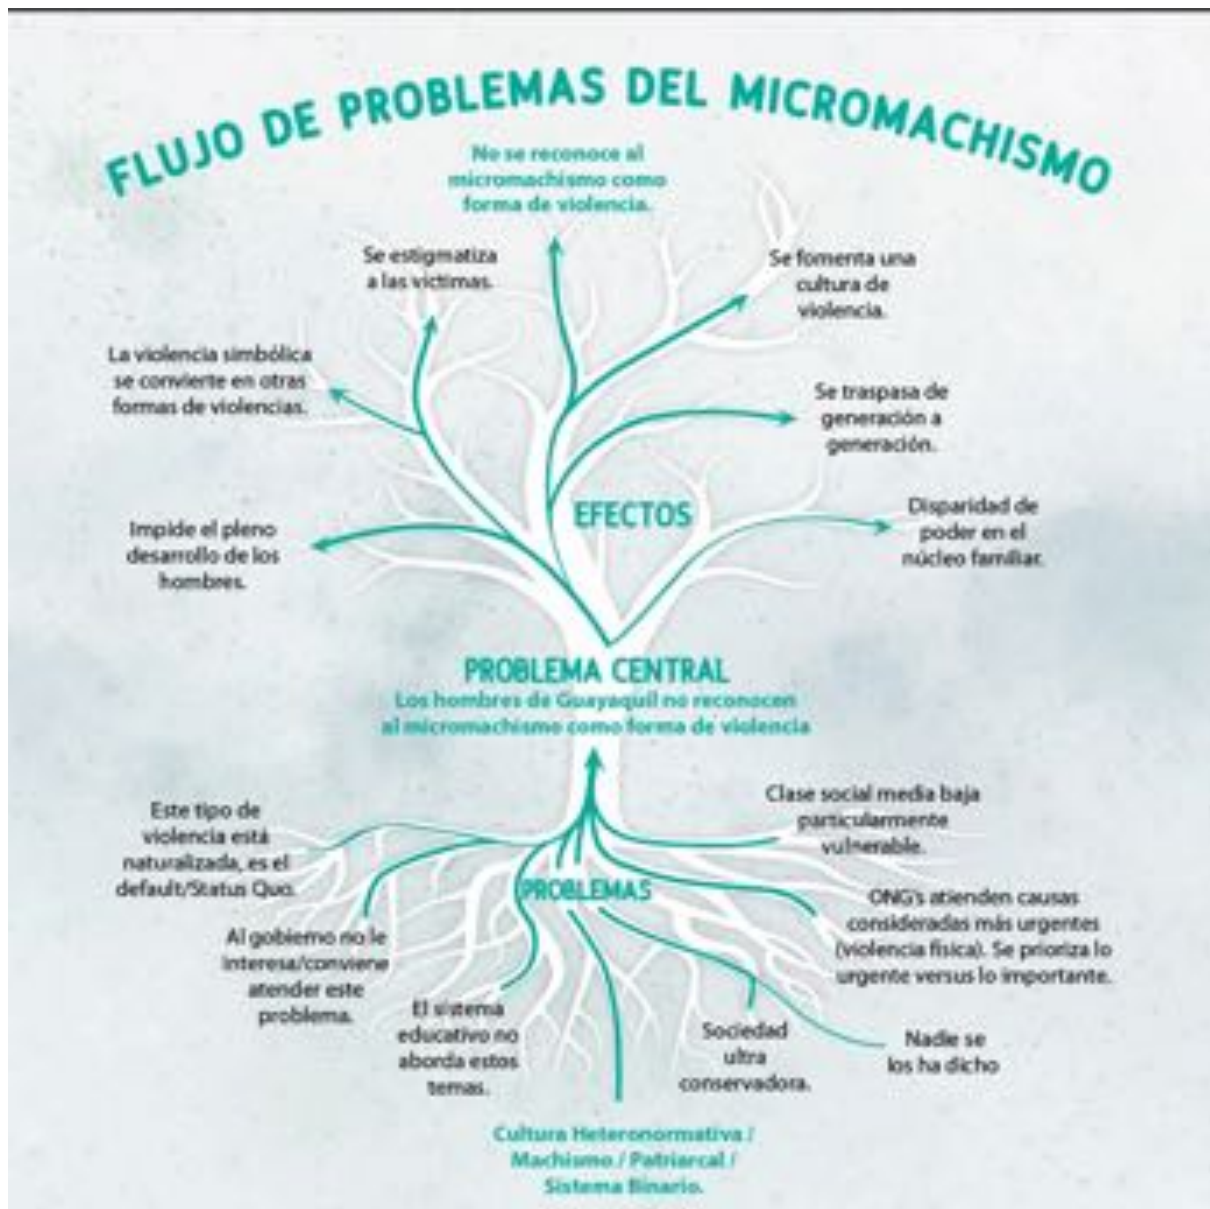 FLUJO DE PROBLEMAS DEL MICROMACHISMO
No se reconoce al
micromachismo como
forma de violencia.
Se estigmatiza
a las víctimas.
Se fomenta una
cultura de
violencia.
La violencia simbólica
se convierte en otras
formas de violencias.
Se traspasa de
generación a
generación.
EFECTOS
Impide el pleno
desarrollo de los
hombres.
Disparidad de
poder en el
núcleo familiar.
PROBLEMA CENTRAL
Los hombres de Guayaquil no reconocen
al micromachismo como forma de violencia
Este tipo de
violencia está
naturalizada, es el
default/Status Quo.
Clase social media baja
particularmente
vulnerable.
PROBLEMAS
Al gobierno no le
interesa/conviene
atender este
problema.
ONG's atienden causas
consideradas más urgentes
(violencia física). Se prioriza lo
urgente versus lo importante.
El sistema
educativo no
aborda estos
temas.
Sociedad
ultra
conservadora.
Nadie se
los ha dicho
Cultura Heteronormativa /
Machismo / Patriarcal /
Sistema Binario.